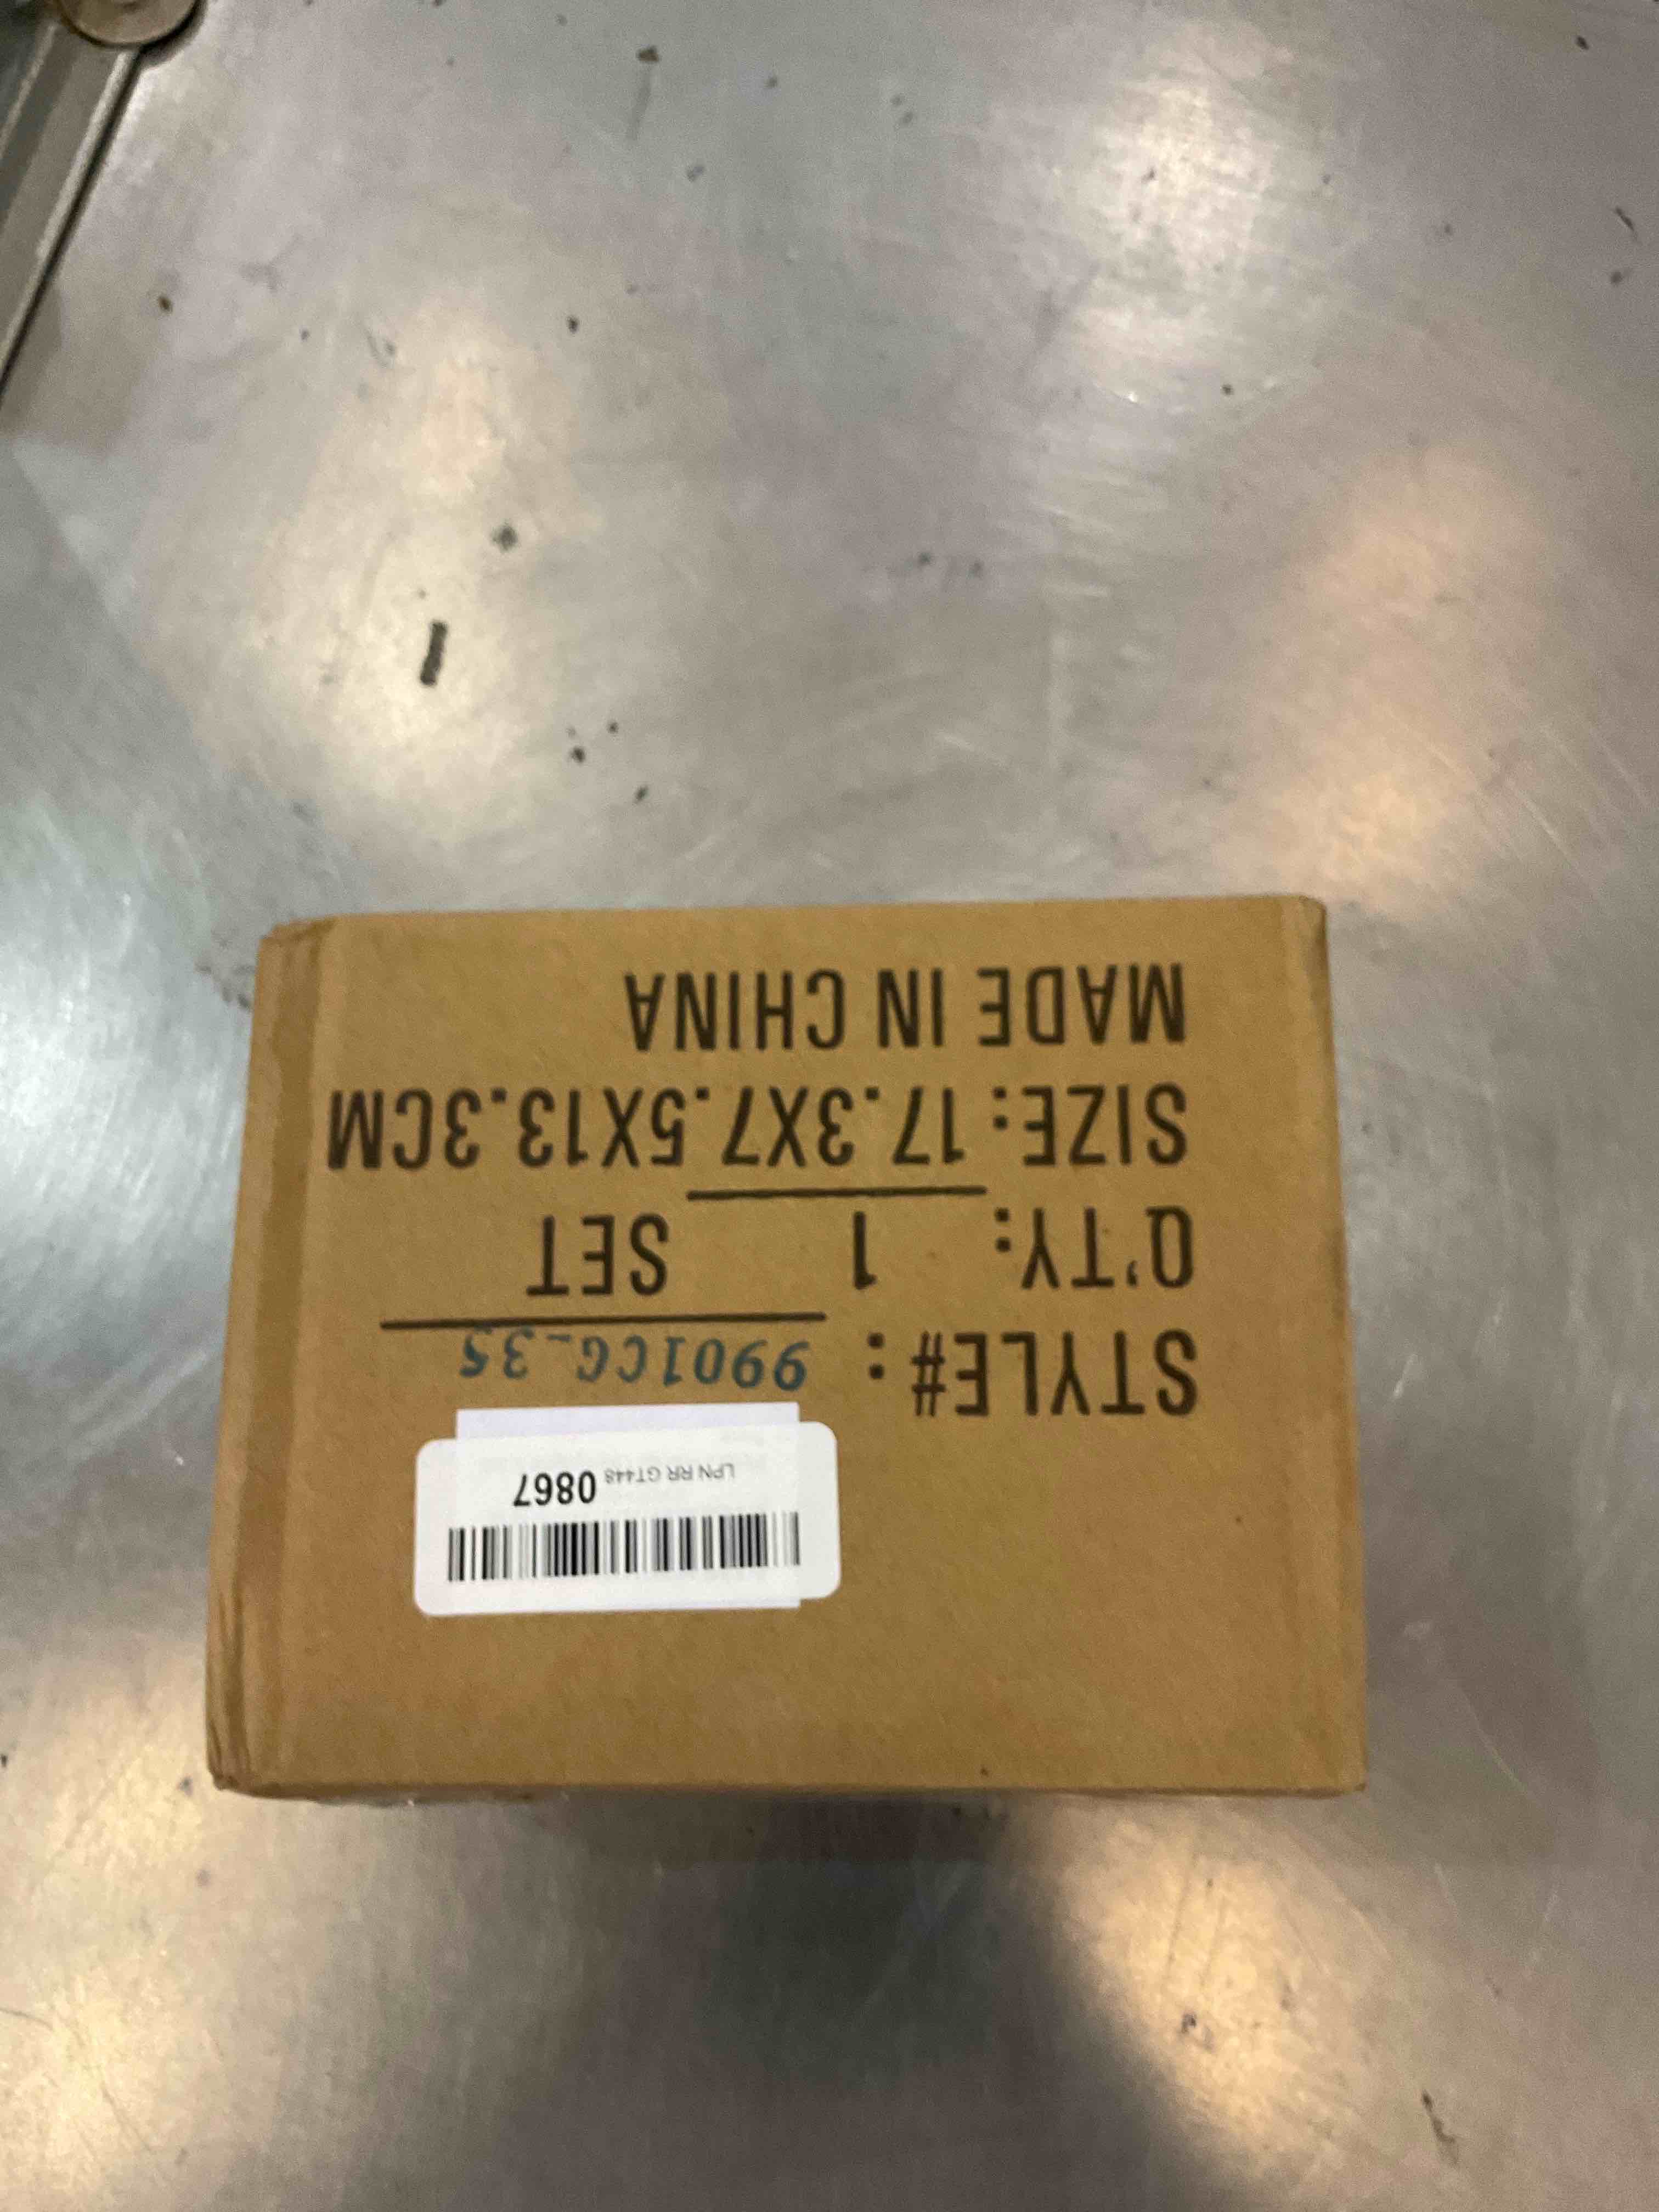 LPN RR GT448 0867
STYLE#: 9901CG-35
Q'TY: 1 SET
SIZE: 17.3X7.5X13.3CM
MADE IN CHINA